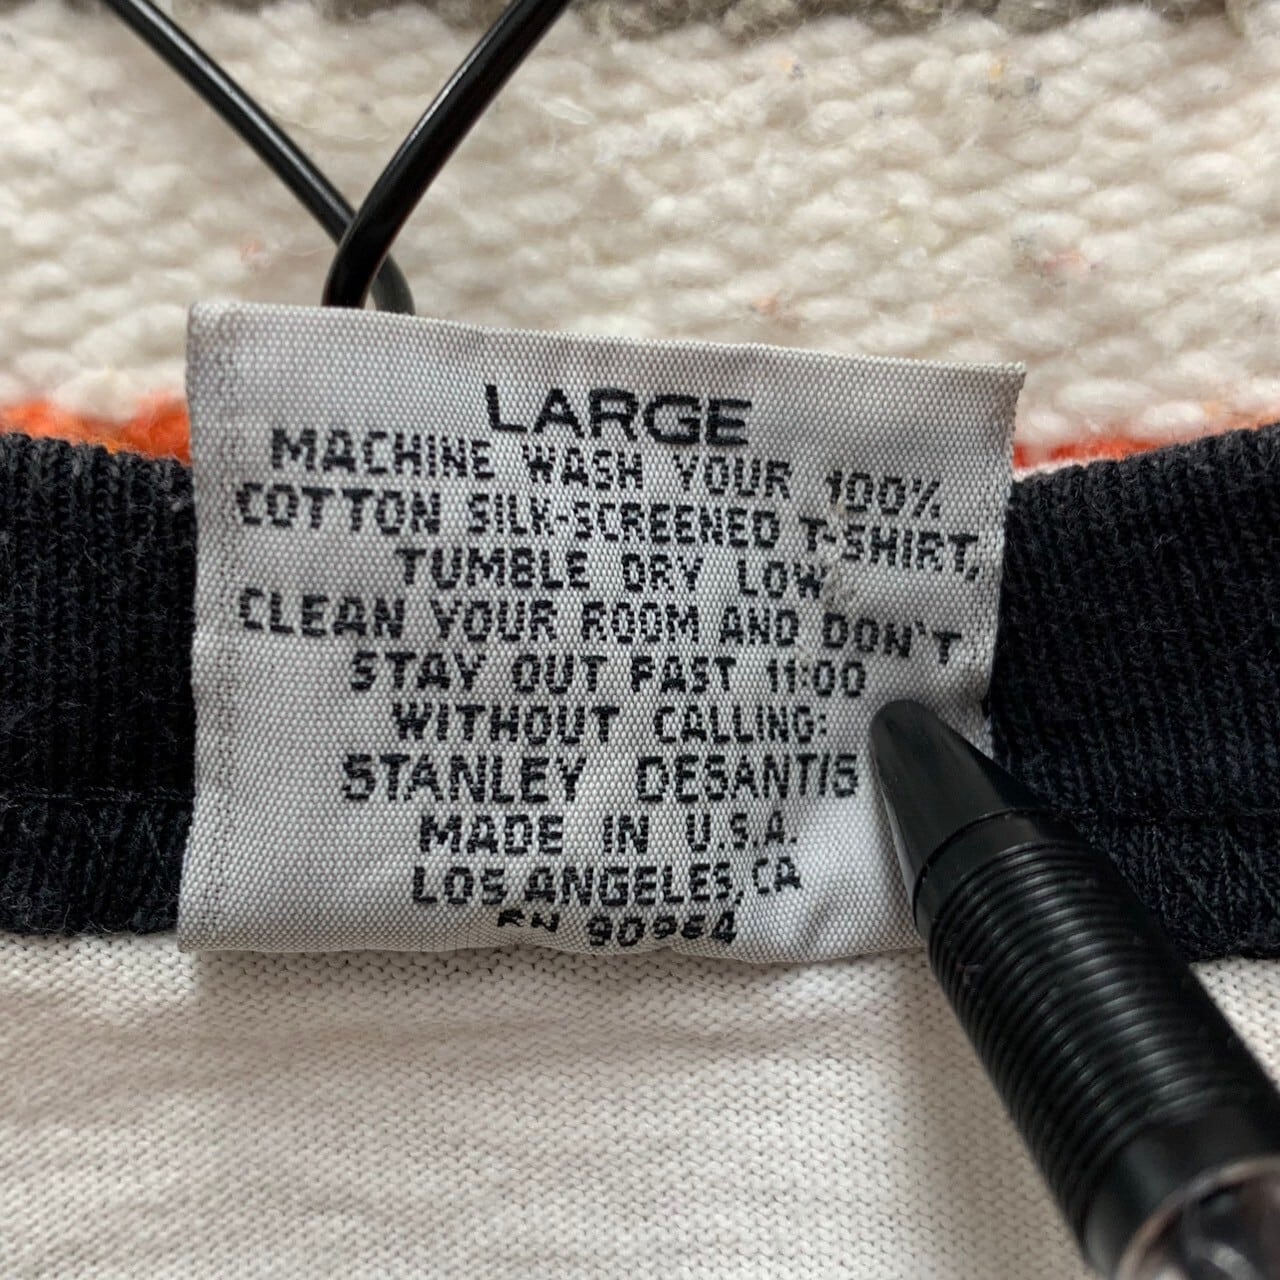 LARGE
MACHINE WASH YOUR 100%
COTTON SILK-SCREENED T-SHIRT,
TUMBLE DRY LOW
CLEAN YOUR ROOM AND DON'T
STAY OUT PAST 11:00
WITHOUT CALLING:
STANLEY DESANTIS
MADE IN U.S.A.
LOS ANGELES, CA
RN